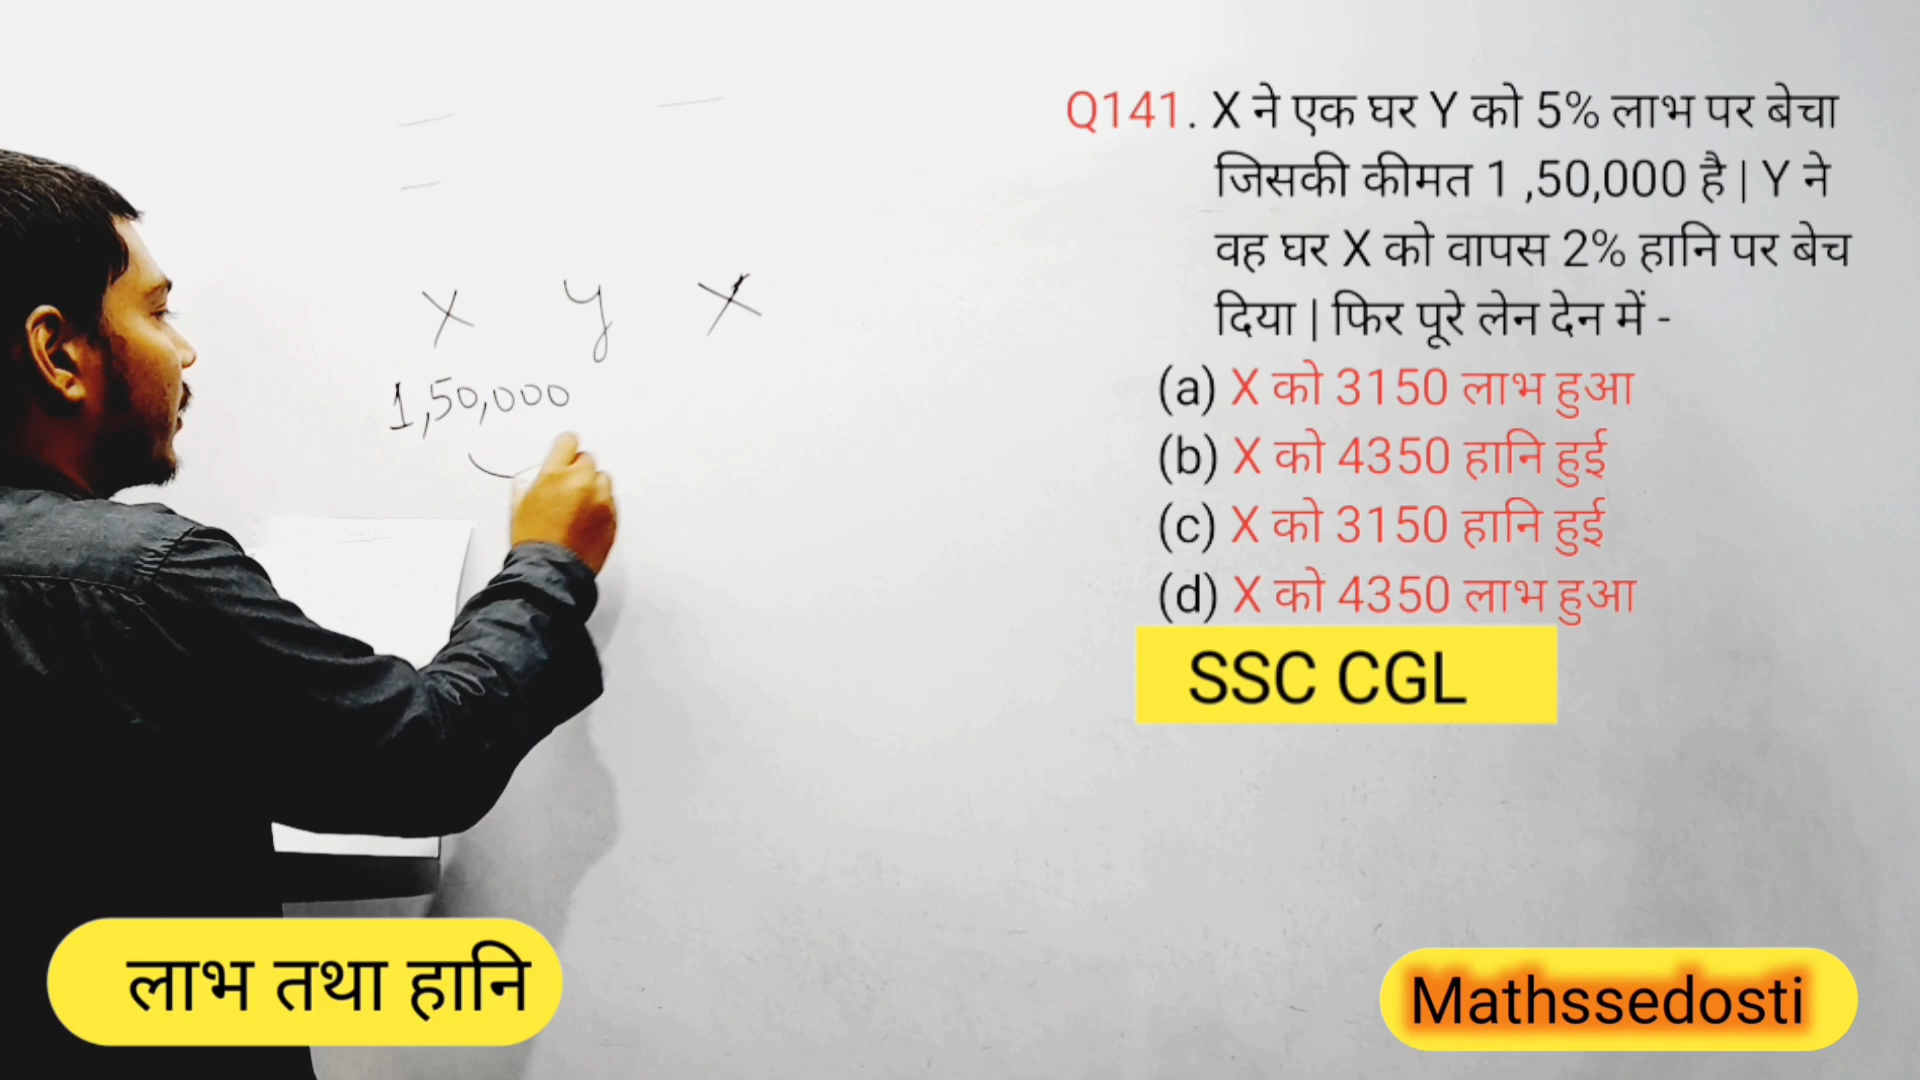 Q141. X ने एक घर Y को 5% लाभ पर बेचा
जिसकी कीमत 1 ,50,000 है | Y ने
वह घर X को वापस 2% हानि पर बेच
दिया | फिर पूरे लेन देन में -
(a) X को 3150 लाभ हुआ
(b) X को 4350 हानि हुई
(c) X को 3150 हानि हुई
(d) X को 4350 लाभ हुआ
SSC CGL
X y X
1,50,000
लाभ तथा हानि
Mathssedosti